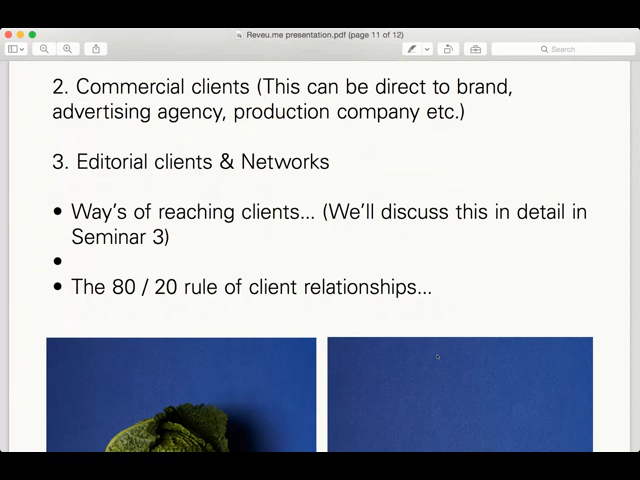 Reveu.me presentation.pdf (page 11 of 12)
Search
2. Commercial clients (This can be direct to brand,
advertising agency, production company etc.)
3. Editorial clients & Networks
• Way's of reaching clients... (We'll discuss this in detail in
Seminar 3)
•
• The 80 / 20 rule of client relationships...